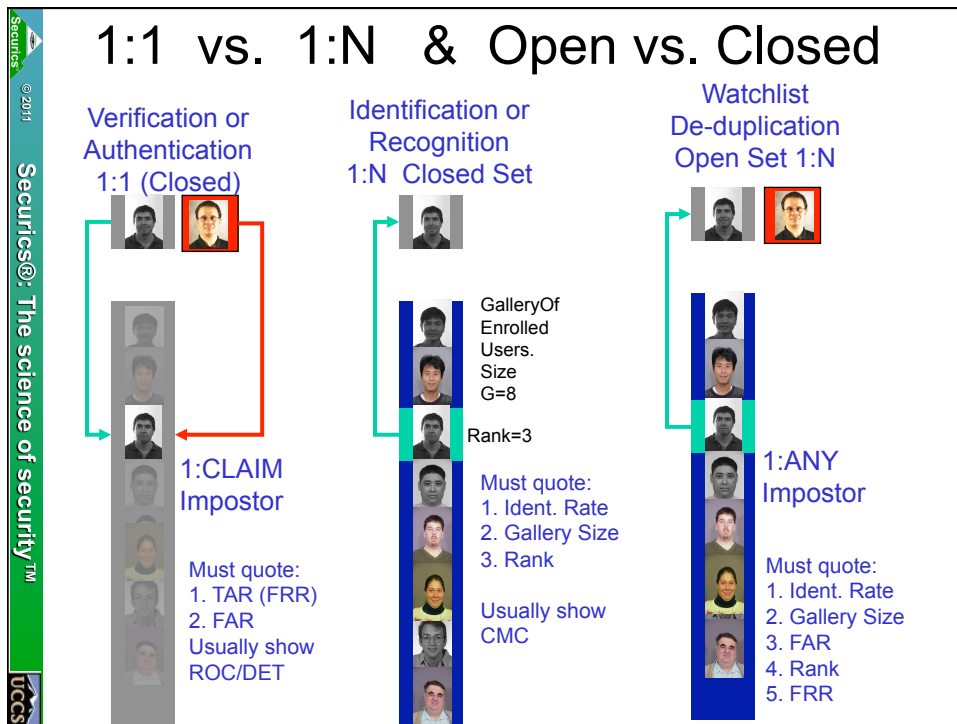 1:1 vs. 1:N & Open vs. Closed
Securics
© 2011
Securics®: The science of security™
UCCS
Verification or
Authentication
1:1 (Closed)
1:CLAIM
Impostor
Must quote:
1. TAR (FRR)
2. FAR
Usually show
ROC/DET
Identification or
Recognition
1:N Closed Set
GalleryOf
Enrolled
Users.
Size
G=8
Rank=3
Must quote:
1. Ident. Rate
2. Gallery Size
3. Rank
Usually show
CMC
Watchlist
De-duplication
Open Set 1:N
1:ANY
Impostor
Must quote:
1. Ident. Rate
2. Gallery Size
3. FAR
4. Rank
5. FRR